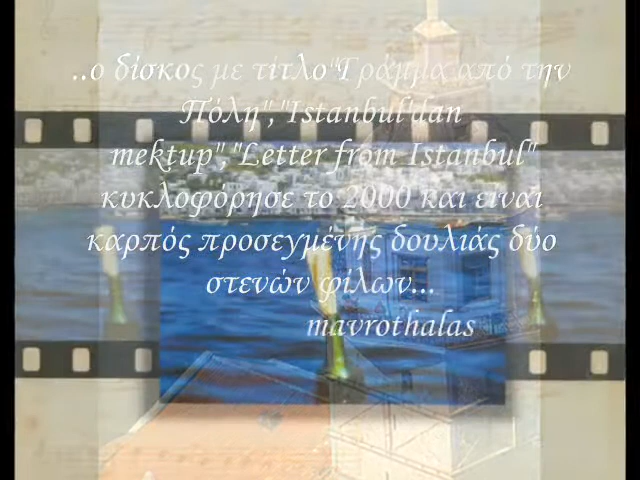 ..ο δίσκος με τίτλο"Γράμμα από την
Πόλη","Istanbul'dan
mektup","Letter from Istanbul"
κυκλοφόρησε το 2000 και είναι
καρπός προσεγμένης δουλιάς δύο
στενών φίλων...
mavrothalas